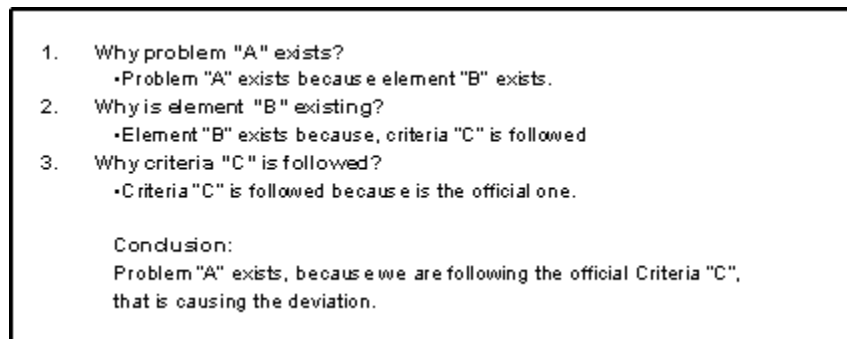 1. Why problem "A" exists?
•Problem "A" exists because element "B" exists.
2. Why is element "B" existing?
•Element "B" exists because, criteria "C" is followed
3. Why criteria "C" is followed?
•Criteria "C" is followed because is the official one.
Conclusion:
Problem "A" exists, because we are following the official Criteria "C",
that is causing the deviation.